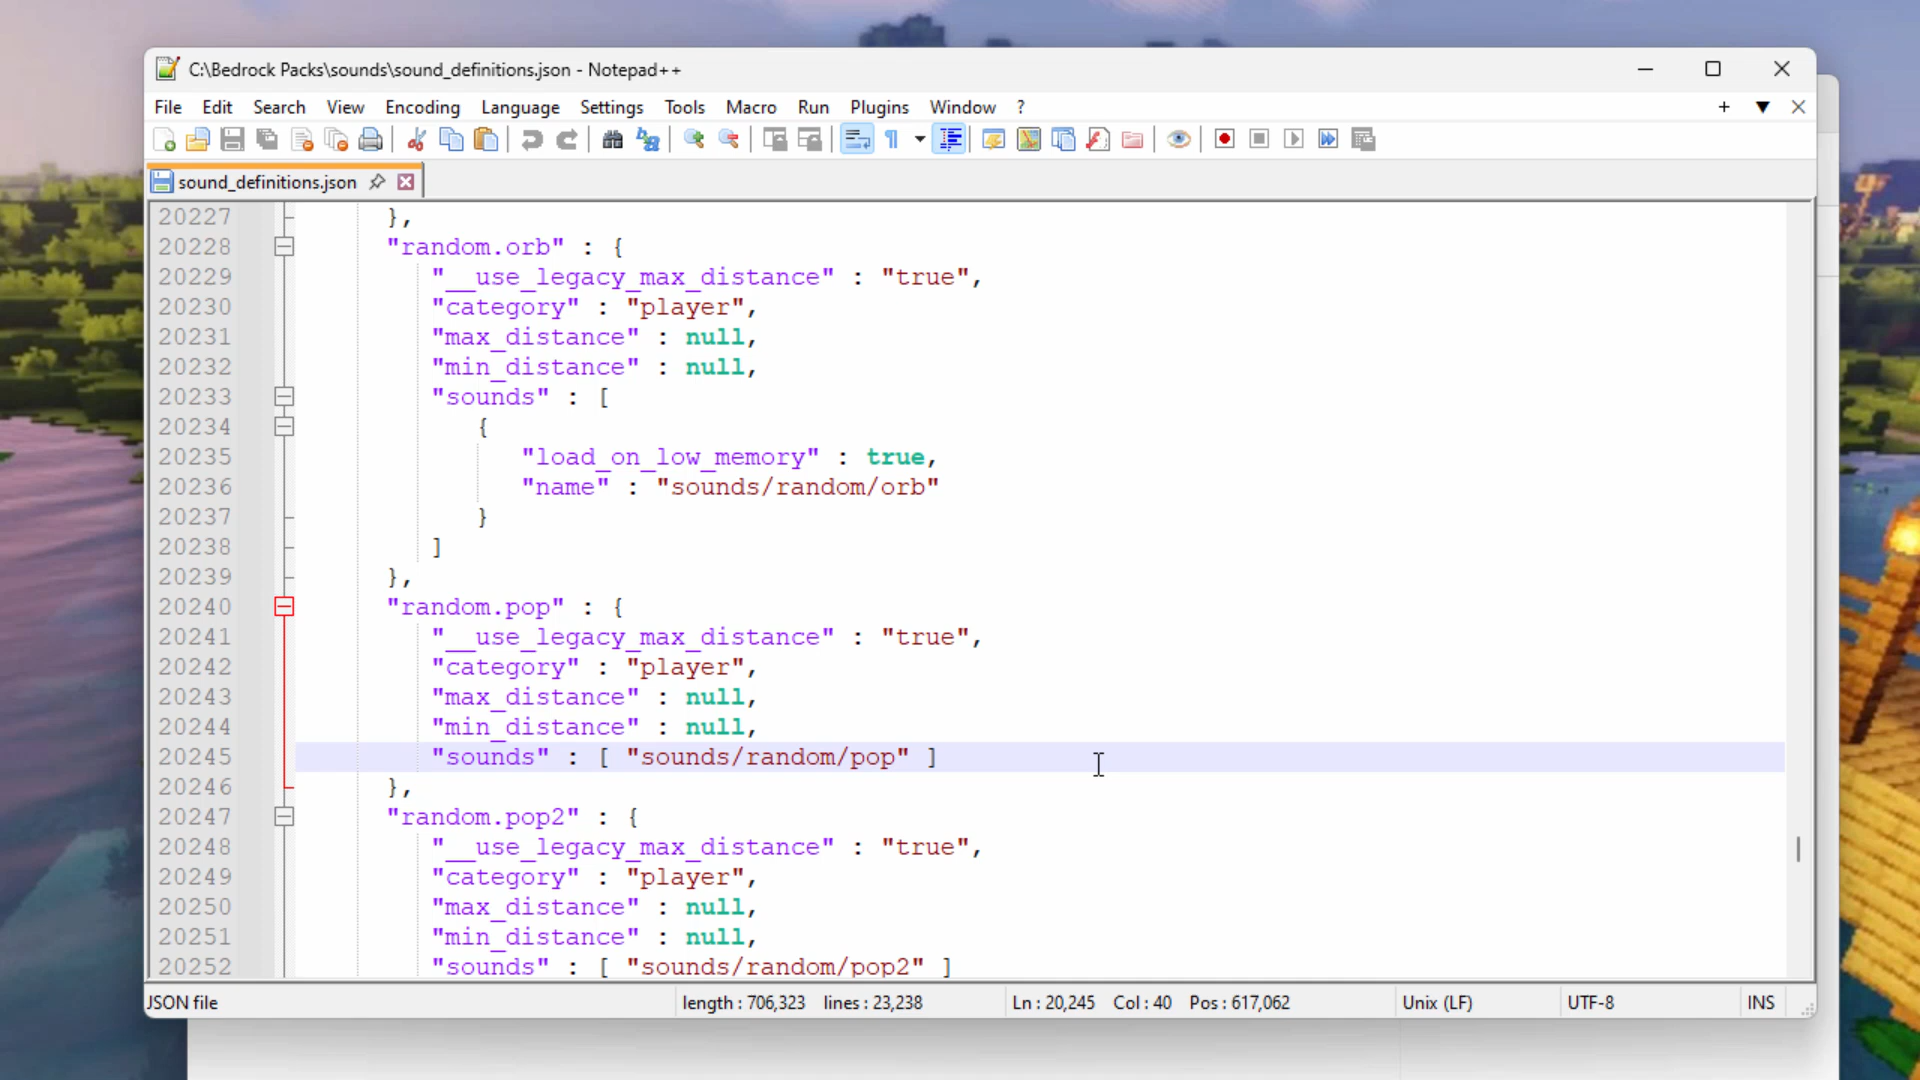 C:\Bedrock Packs\sounds\sound_definitions.json - Notepad++
File Edit Search View Encoding Language Settings Tools Macro Run Plugins Window ?
sound_definitions.json
20227 },
20228 "random.orb" : {
20229 "__use_legacy_max_distance" : "true",
20230 "category" : "player",
20231 "max_distance" : null,
20232 "min_distance" : null,
20233 "sounds" : [
20234 {
20235 "load_on_low_memory" : true,
20236 "name" : "sounds/random/orb"
20237 }
20238 ]
20239 },
20240 "random.pop" : {
20241 "__use_legacy_max_distance" : "true",
20242 "category" : "player",
20243 "max_distance" : null,
20244 "min_distance" : null,
20245 "sounds" : [ "sounds/random/pop" ]
20246 },
20247 "random.pop2" : {
20248 "__use_legacy_max_distance" : "true",
20249 "category" : "player",
20250 "max_distance" : null,
20251 "min_distance" : null,
20252 "sounds" : [ "sounds/random/pop2" ]
JSON file length : 706,323 lines : 23,238 Ln : 20,245 Col : 40 Pos : 617,062 Unix (LF) UTF-8 INS